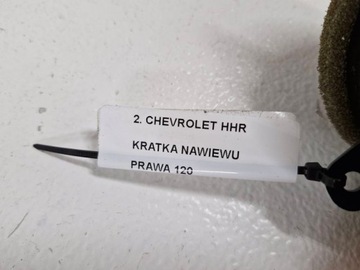 2. CHEVROLET HHR
KRATKA NAWIEWU
PRAWA 120